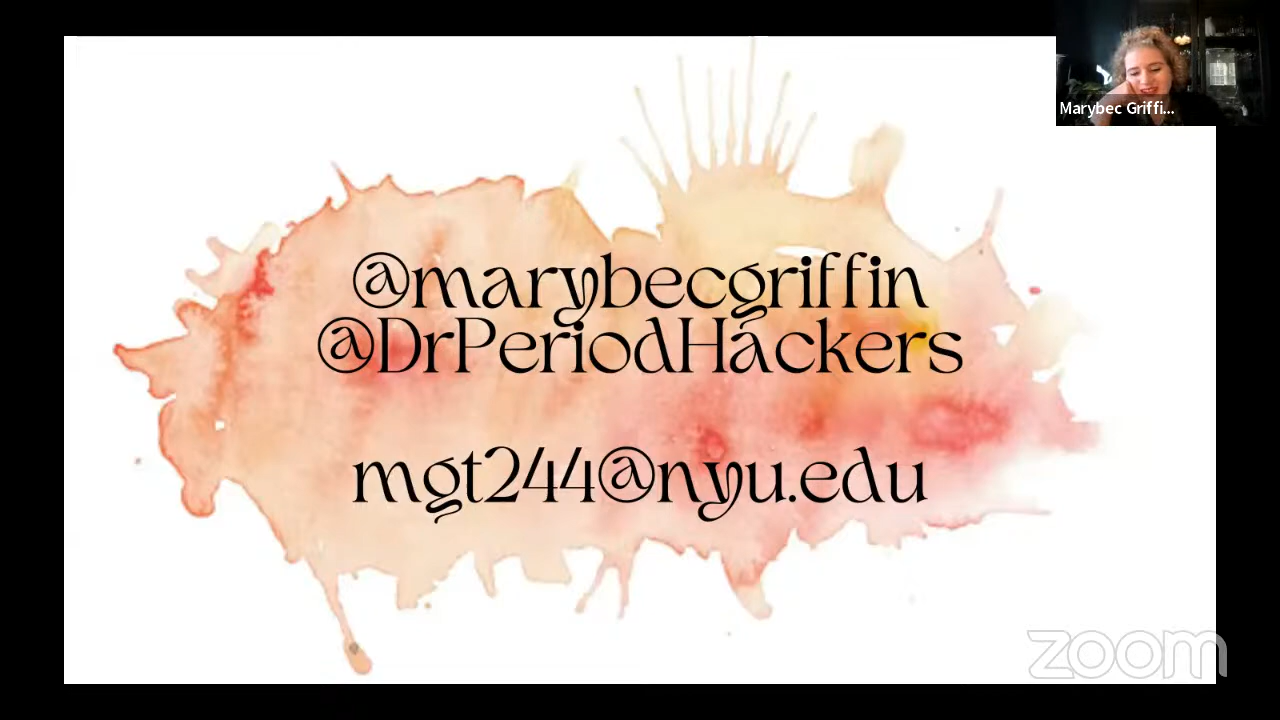 Marybec Griffi...
@marybecgriffin
@DrPeriodHackers
mgt244@nyu.edu
zoom